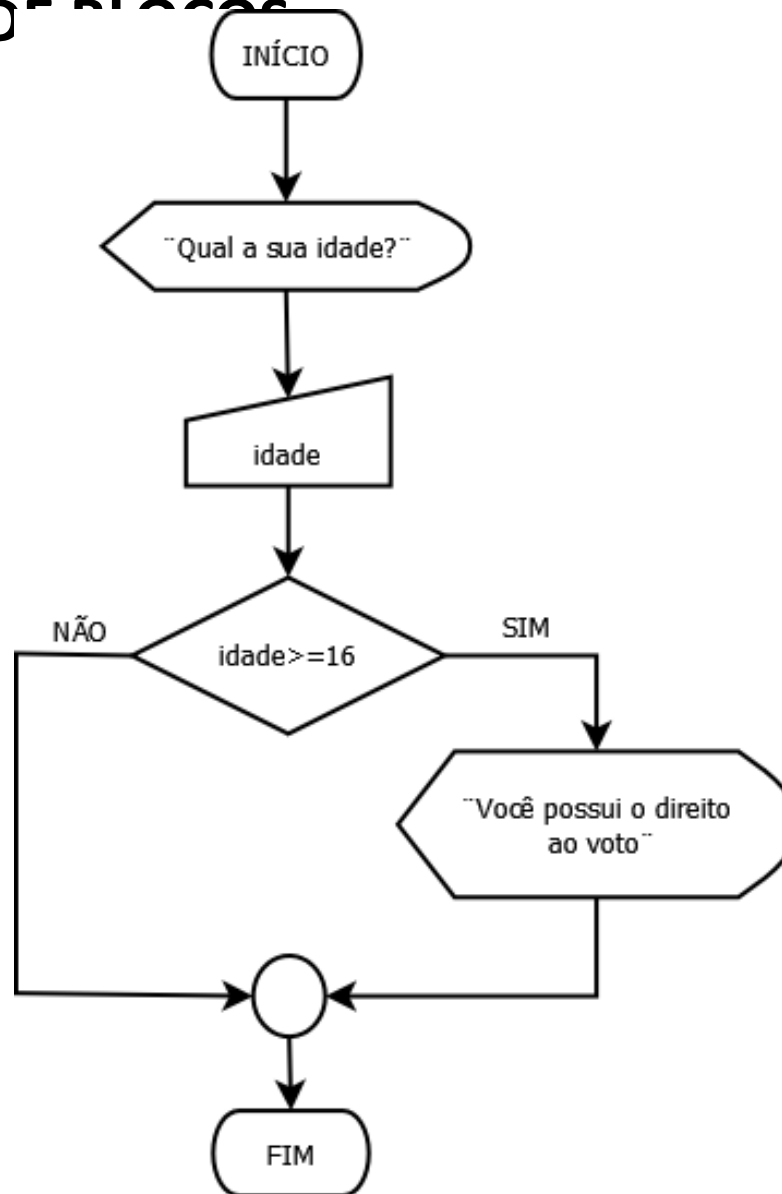 INÍCIO
¨Qual a sua idade?¨
idade
idade>=16
NÃO
SIM
¨Você possui o direito
ao voto¨
FIM